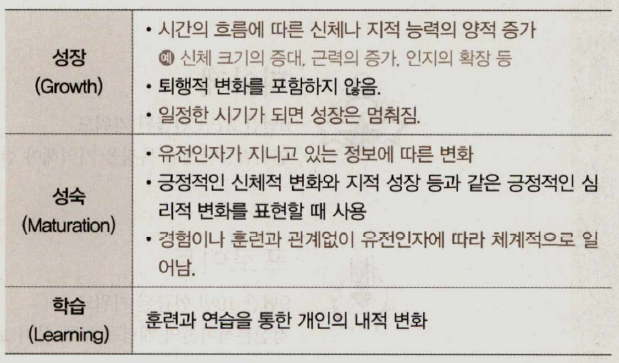 성장
(Growth)
• 시간의 흐름에 따른 신체나 지적 능력의 양적 증가
예 신체 크기의 증대, 근력의 증가, 인지의 확장 등
• 퇴행적 변화를 포함하지 않음.
• 일정한 시기가 되면 성장은 멈춰짐.
성숙
(Maturation)
• 유전인자가 지니고 있는 정보에 따른 변화
• 긍정적인 신체적 변화와 지적 성장 등과 같은 긍정적인 심
리적 변화를 표현할 때 사용
• 경험이나 훈련과 관계없이 유전인자에 따라 체계적으로 일
어남.
학습
(Learning)
훈련과 연습을 통한 개인의 내적 변화